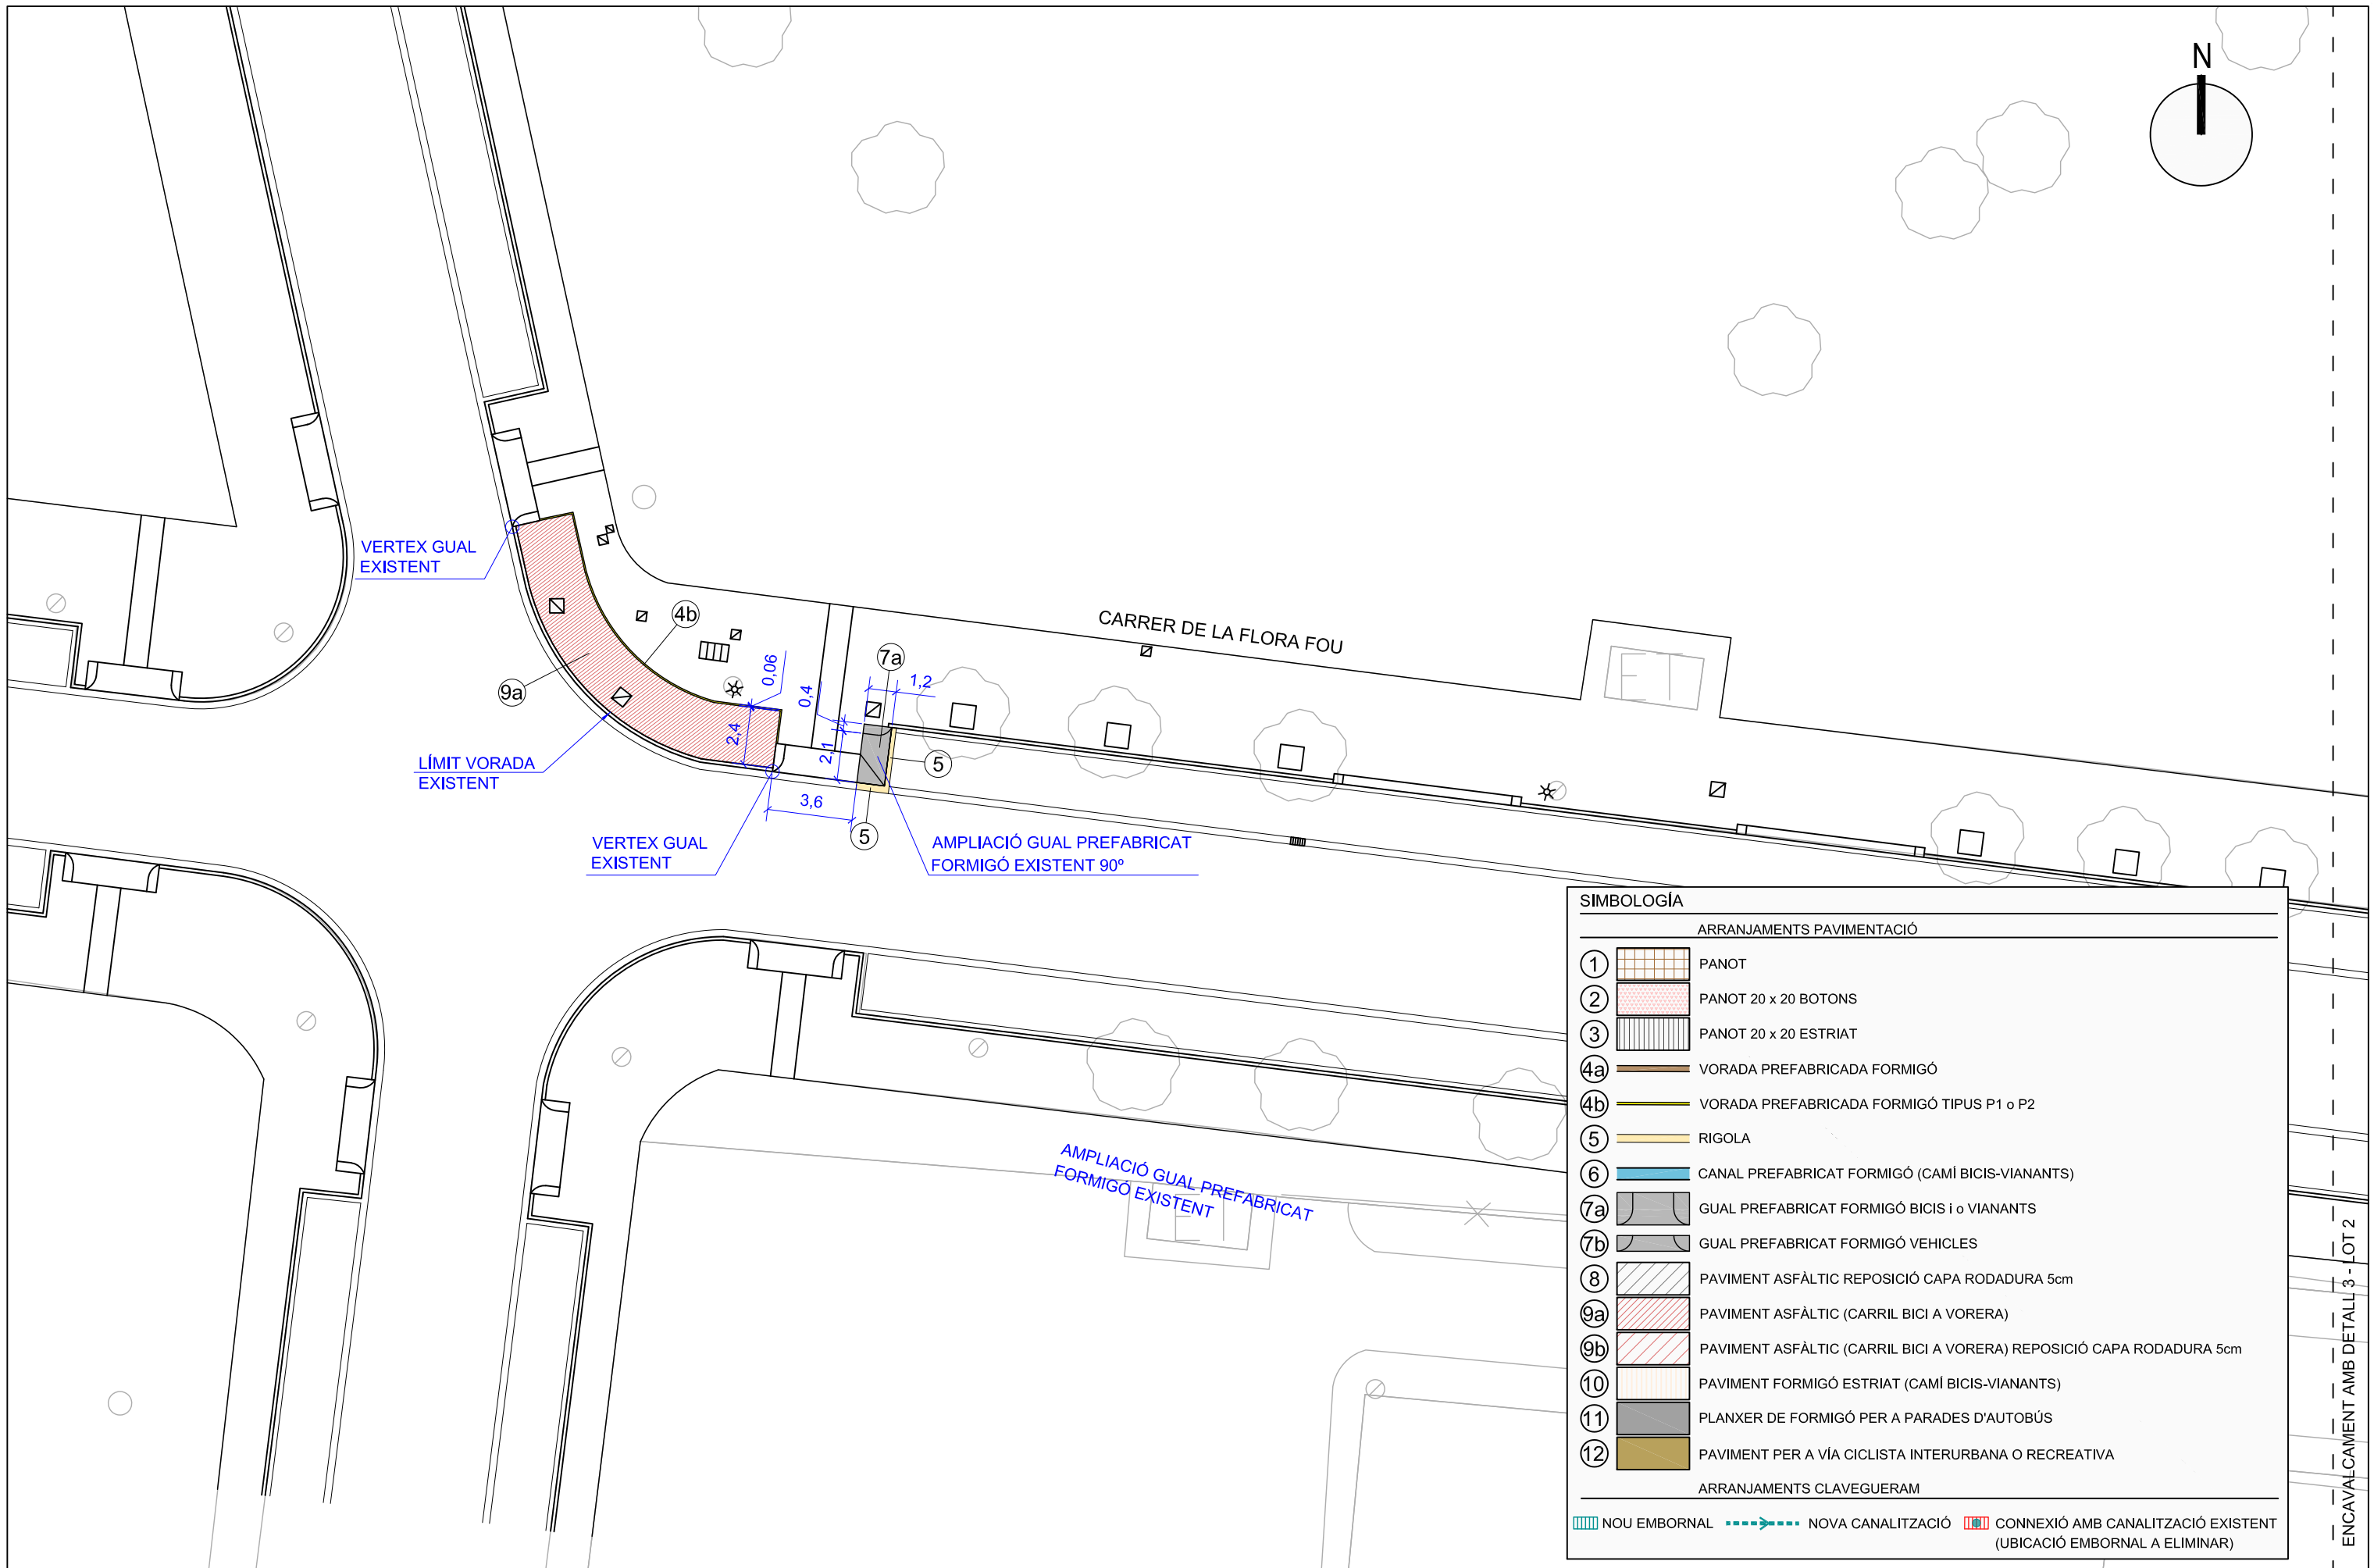 N
VERTEX GUAL
EXISTENT
4b
9a
LÍMIT VORADA
EXISTENT
0,06
2,4
0,4
2,1
7a
1,2
5
3,6
5
CARRER DE LA FLORA FOU
ET
VERTEX GUAL
EXISTENT
AMPLIACIÓ GUAL PREFABRICAT
FORMIGÓ EXISTENT 90º
AMPLIACIÓ GUAL PREFABRICAT
FORMIGÓ EXISTENT
ET
SIMBOLOGÍA
ARRANJAMENTS PAVIMENTACIÓ
1 PANOT
2 PANOT 20 x 20 BOTONS
3 PANOT 20 x 20 ESTRIAT
4a VORADA PREFABRICADA FORMIGÓ
4b VORADA PREFABRICADA FORMIGÓ TIPUS P1 o P2
5 RIGOLA
6 CANAL PREFABRICAT FORMIGÓ (CAMÍ BICIS-VIANANTS)
7a GUAL PREFABRICAT FORMIGÓ BICIS i o VIANANTS
7b GUAL PREFABRICAT FORMIGÓ VEHICLES
8 PAVIMENT ASFÀLTIC REPOSICIÓ CAPA RODADURA 5cm
9a PAVIMENT ASFÀLTIC (CARRIL BICI A VORERA)
9b PAVIMENT ASFÀLTIC (CARRIL BICI A VORERA) REPOSICIÓ CAPA RODADURA 5cm
10 PAVIMENT FORMIGÓ ESTRIAT (CAMÍ BICIS-VIANANTS)
11 PLANXER DE FORMIGÓ PER A PARADES D'AUTOBÚS
12 PAVIMENT PER A VÍA CICLISTA INTERURBANA O RECREATIVA
ARRANJAMENTS CLAVEGUERAM
NOU EMBORNAL NOVA CANALITZACIÓ CONNEXIÓ AMB CANALITZACIÓ EXISTENT
(UBICACIÓ EMBORNAL A ELIMINAR)
ENCAVALCAMENT AMB DETALL 3 - LOT 2